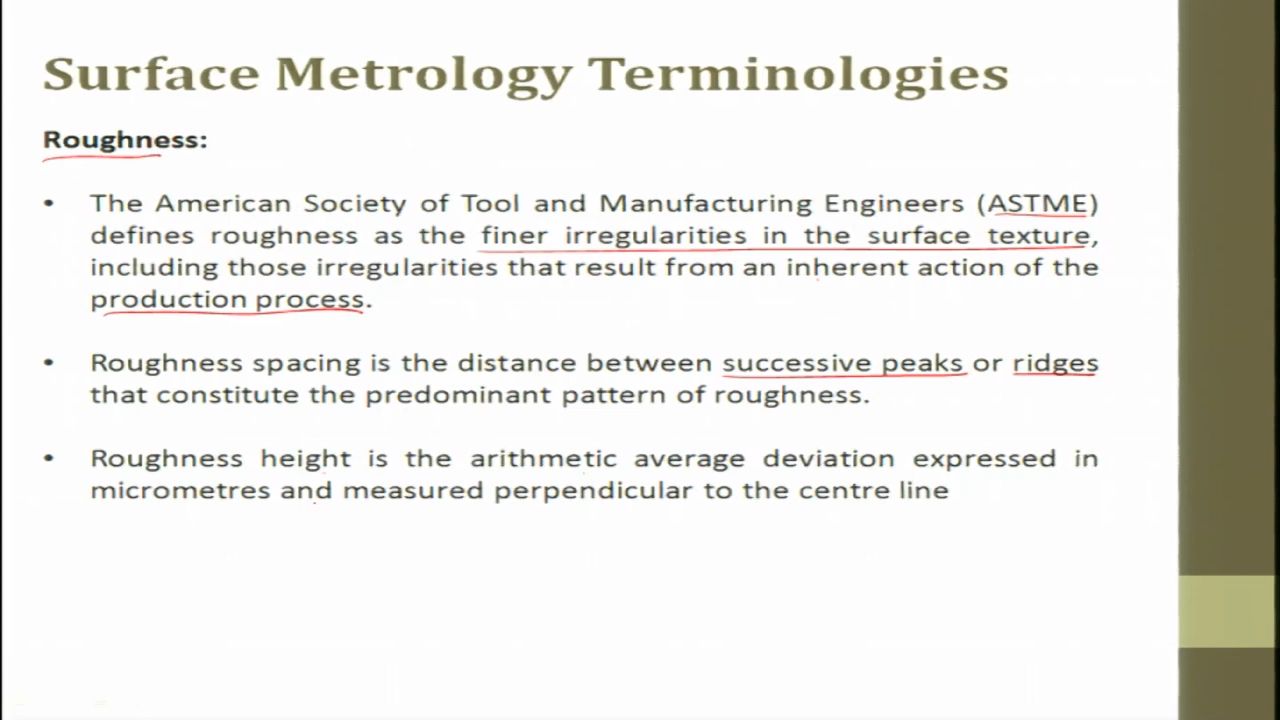 Surface Metrology Terminologies
Roughness:
• The American Society of Tool and Manufacturing Engineers (ASTME)
defines roughness as the finer irregularities in the surface texture,
including those irregularities that result from an inherent action of the
production process.
• Roughness spacing is the distance between successive peaks or ridges
that constitute the predominant pattern of roughness.
• Roughness height is the arithmetic average deviation expressed in
micrometres and measured perpendicular to the centre line